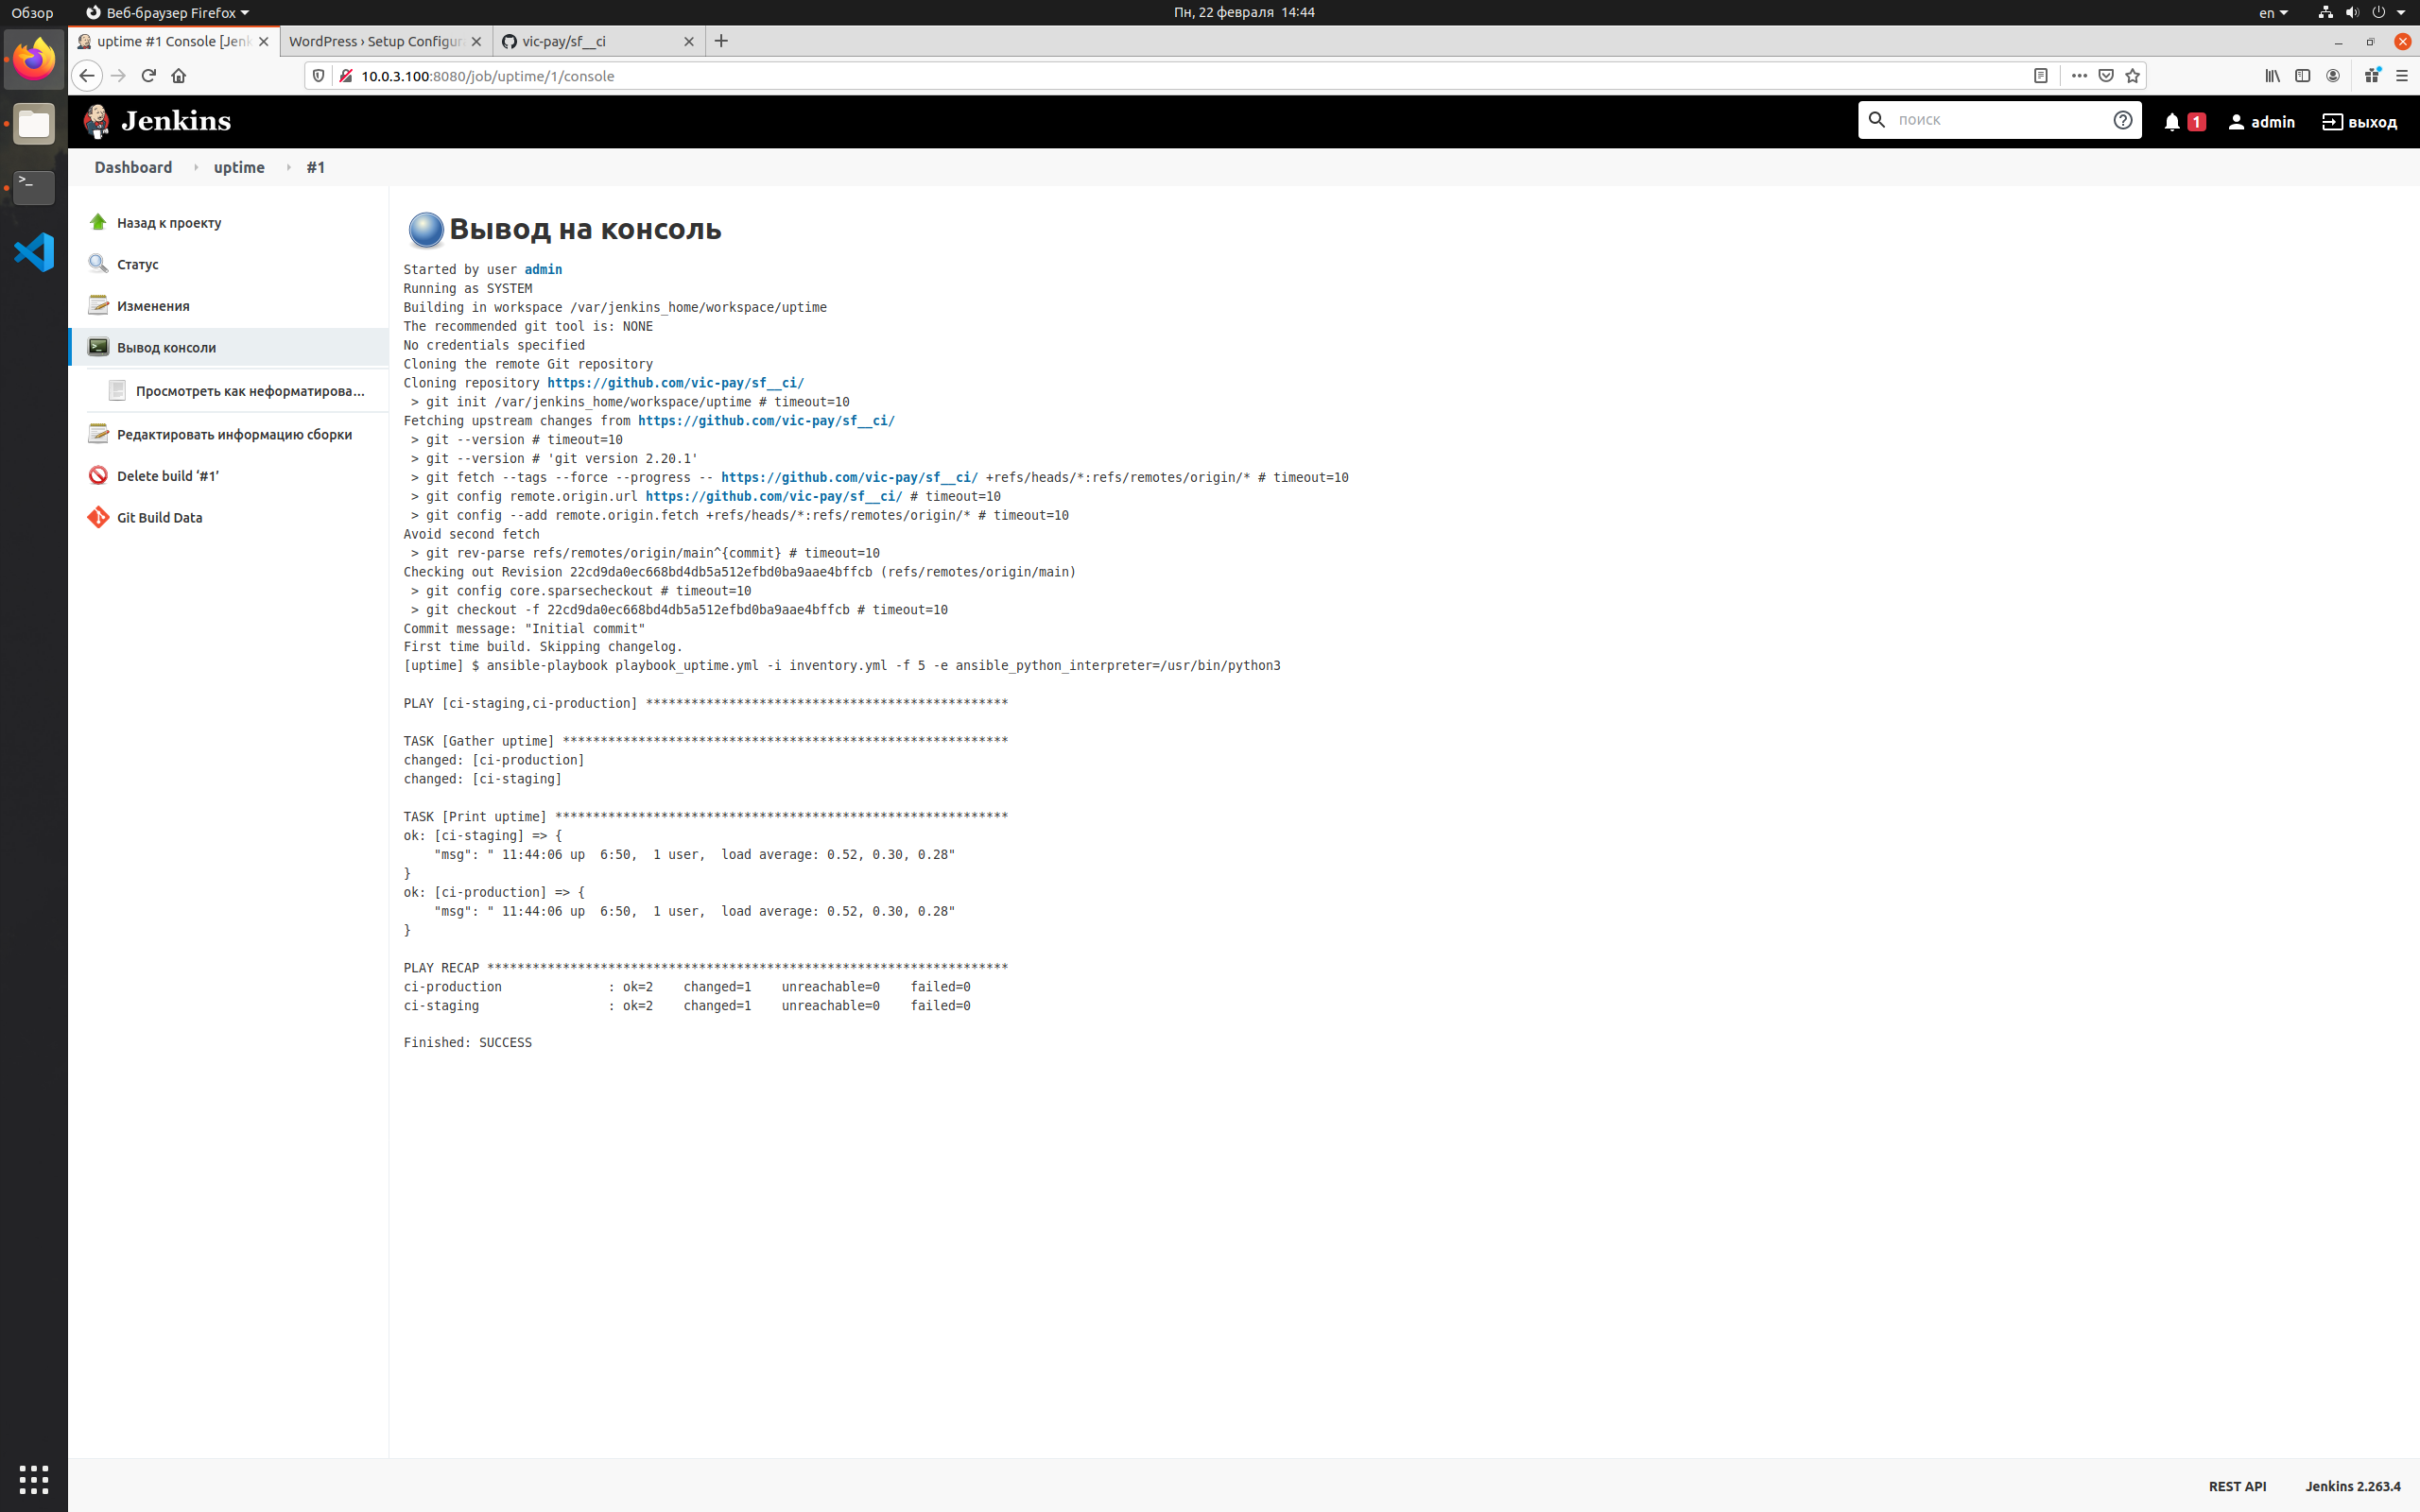 Обзор
Веб-браузер Firefox
Пн, 22 февраля 14:44
en
uptime #1 Console [Jenk
WordPress › Setup Configur
vic-pay/sf__ci
10.0.3.100:8080/job/uptime/1/console
Jenkins
поиск
1
admin
выход
Dashboard
uptime
#1
Назад к проекту
Статус
Изменения
Вывод консоли
Просмотреть как неформатирова...
Редактировать информацию сборки
Delete build ‘#1’
Git Build Data
Вывод на консоль
Started by user admin
Running as SYSTEM
Building in workspace /var/jenkins_home/workspace/uptime
The recommended git tool is: NONE
No credentials specified
Cloning the remote Git repository
Cloning repository https://github.com/vic-pay/sf__ci/
 > git init /var/jenkins_home/workspace/uptime # timeout=10
Fetching upstream changes from https://github.com/vic-pay/sf__ci/
 > git --version # timeout=10
 > git --version # 'git version 2.20.1'
 > git fetch --tags --force --progress -- https://github.com/vic-pay/sf__ci/ +refs/heads/*:refs/remotes/origin/* # timeout=10
 > git config remote.origin.url https://github.com/vic-pay/sf__ci/ # timeout=10
 > git config --add remote.origin.fetch +refs/heads/*:refs/remotes/origin/* # timeout=10
Avoid second fetch
 > git rev-parse refs/remotes/origin/main^{commit} # timeout=10
Checking out Revision 22cd9da0ec668bd4db5a512efbd0ba9aae4bffcb (refs/remotes/origin/main)
 > git config core.sparsecheckout # timeout=10
 > git checkout -f 22cd9da0ec668bd4db5a512efbd0ba9aae4bffcb # timeout=10
Commit message: "Initial commit"
First time build. Skipping changelog.
[uptime] $ ansible-playbook playbook_uptime.yml -i inventory.yml -f 5 -e ansible_python_interpreter=/usr/bin/python3
PLAY [ci-staging,ci-production] ************************************************
TASK [Gather uptime] ***********************************************************
changed: [ci-production]
changed: [ci-staging]
TASK [Print uptime] ************************************************************
ok: [ci-staging] => {
    "msg": " 11:44:06 up  6:50,  1 user,  load average: 0.52, 0.30, 0.28"
}
ok: [ci-production] => {
    "msg": " 11:44:06 up  6:50,  1 user,  load average: 0.52, 0.30, 0.28"
}
PLAY RECAP *********************************************************************
ci-production              : ok=2    changed=1    unreachable=0    failed=0
ci-staging                 : ok=2    changed=1    unreachable=0    failed=0
Finished: SUCCESS
REST API
Jenkins 2.263.4